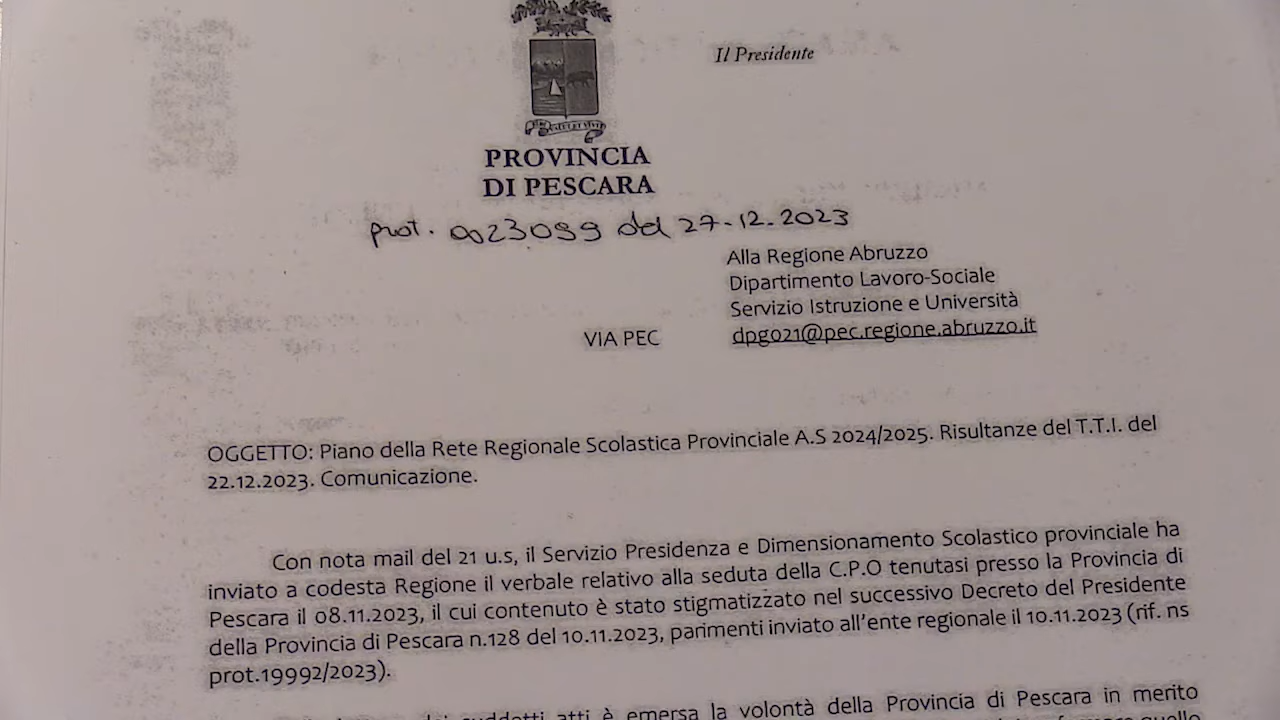 Il Presidente
PROVINCIA
DI PESCARA
prot. 0023099 del 27-12-2023
Alla Regione Abruzzo
Dipartimento Lavoro-Sociale
Servizio Istruzione e Università
VIA PEC dpg021@pec.regione.abruzzo.it
OGGETTO: Piano della Rete Regionale Scolastica Provinciale A.S 2024/2025. Risultanze del T.T.I. del
22.12.2023. Comunicazione.
Con nota mail del 21 u.s, il Servizio Presidenza e Dimensionamento Scolastico provinciale ha
inviato a codesta Regione il verbale relativo alla seduta della C.P.O tenutasi presso la Provincia di
Pescara il 08.11.2023, il cui contenuto è stato stigmatizzato nel successivo Decreto del Presidente
della Provincia di Pescara n.128 del 10.11.2023, parimenti inviato all'ente regionale il 10.11.2023 (rif. ns
prot.19992/2023).
suddetti atti è emersa la volontà della Provincia di Pescara in merito